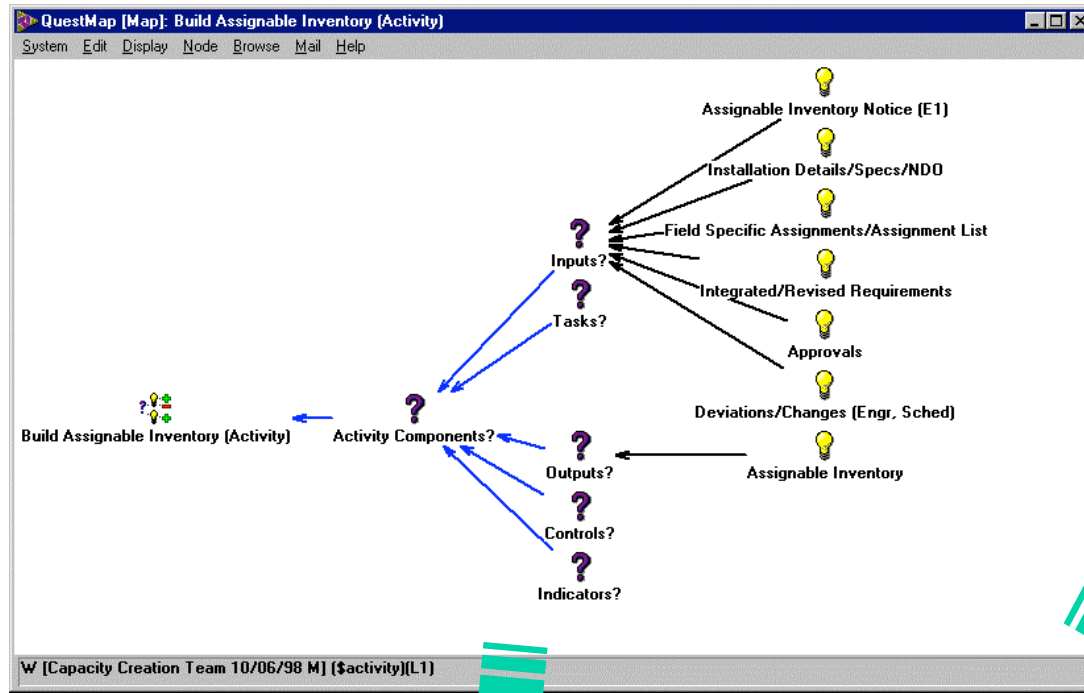 QuestMap [Map]: Build Assignable Inventory (Activity)
System Edit Display Node Browse Mail Help
Assignable Inventory Notice (E1)
Installation Details/Specs/NDO
Field Specific Assignments/Assignment List
Inputs?
Integrated/Revised Requirements
Tasks?
Approvals
Deviations/Changes (Engr, Sched)
Build Assignable Inventory (Activity)
Activity Components?
Outputs?
Assignable Inventory
Controls?
Indicators?
W [Capacity Creation Team 10/06/98 M] ($activity)(L1)